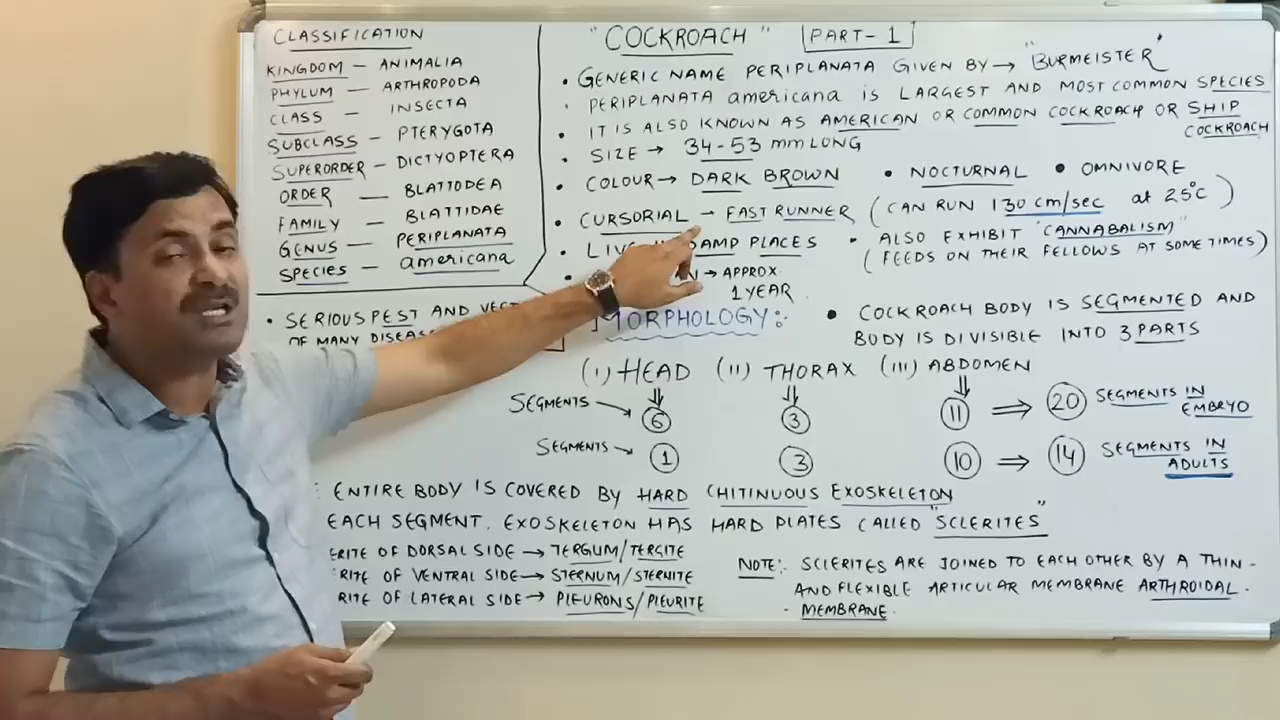 CLASSIFICATION
KINGDOM — ANIMALIA
PHYLUM — ARTHROPODA
CLASS — INSECTA
SUBCLASS — PTERYGOTA
SUPERORDER — DICTYOPTERA
ORDER — BLATTODEA
FAMILY — BLATTIDAE
GENUS — PERIPLANATA
SPECIES — americana
• SERIOUS PEST AND
OF MANY
"COCKROACH" PART-1
• GENERIC NAME PERIPLANATA GIVEN BY → "BURMEISTER"
• PERIPLANATA americana IS LARGEST AND MOST COMMON SPECIES
• IT IS ALSO KNOWN AS AMERICAN OR COMMON COCKROACH OR SHIP
COCKROACH
• SIZE → 34-53 mm LONG
• COLOUR → DARK BROWN • NOCTURNAL • OMNIVORE
• CURSORIAL → FAST RUNNER (CAN RUN 130 cm/sec at 25°C)
• PLACES • ALSO EXHIBIT "CANNABALISM"
(FEEDS ON THEIR FELLOWS AT SOME TIMES)
• → APPROX.
1 YEAR
MORPHOLOGY:- • COCKROACH BODY IS SEGMENTED AND
BODY IS DIVISIBLE INTO 3 PARTS
(I) HEAD (II) THORAX (III) ABDOMEN
SEGMENTS → 6 3 11 ⇒ 20 SEGMENTS IN
EMBRYO
SEGMENTS → 1 3 10 ⇒ 14 SEGMENTS IN
ADULTS
ENTIRE BODY IS COVERED BY HARD CHITINUOUS EXOSKELETON
EACH SEGMENT, EXOSKELETON HAS HARD PLATES CALLED "SCLERITES"
ERITE OF DORSAL SIDE → TERGUM/TERGITE
RITE OF VENTRAL SIDE → STERNUM/STERNITE
RITE OF LATERAL SIDE → PLEURONS/PLEURITE
NOTE:- SCLERITES ARE JOINED TO EACH OTHER BY A THIN -
AND FLEXIBLE ARTICULAR MEMBRANE ARTHROIDAL -
- MEMBRANE.